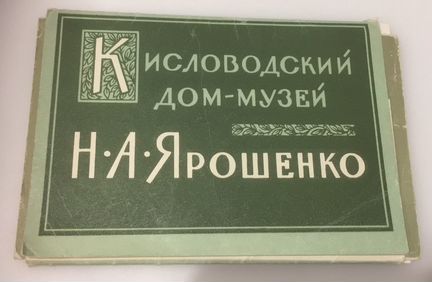 Кисловодский
дом-музей
Н·А·Ярошенко